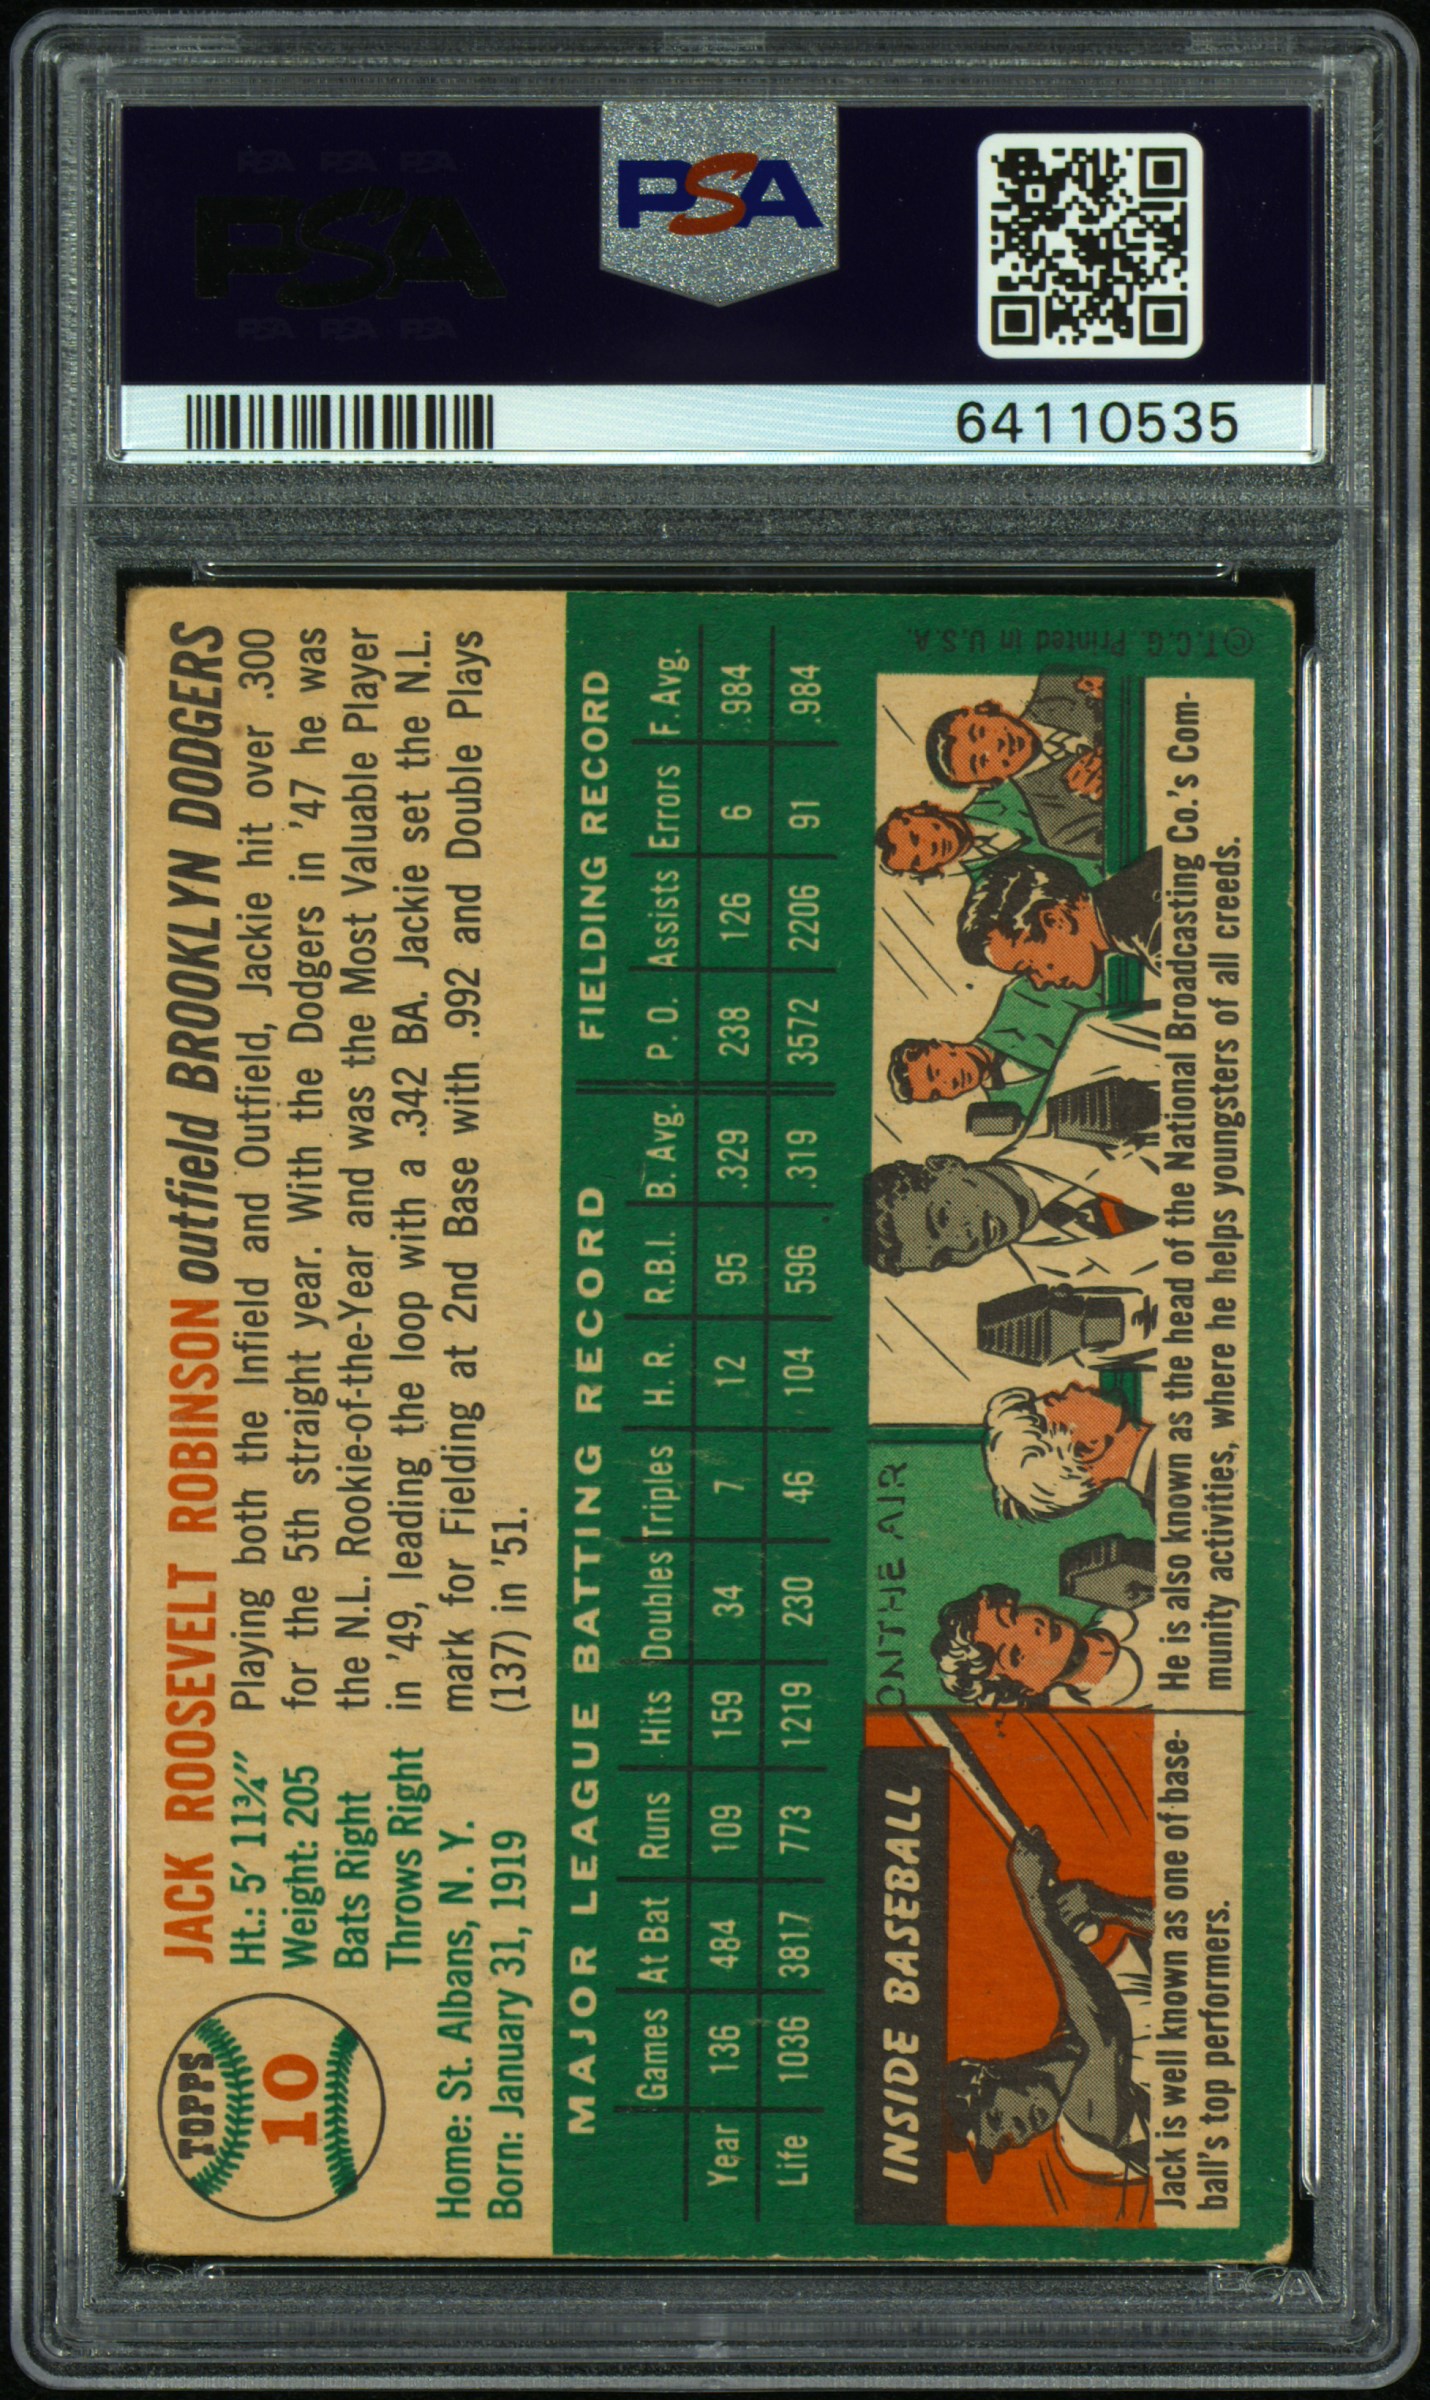 PSA PSA PSA
PSA
PSA PSA PSA
PSA
64110535
TOPPS
10
JACK ROOSEVELT ROBINSON outfield BROOKLYN DODGERS
Ht.: 5' 11¾"
Weight: 205
Bats Right
Throws Right
Home: St. Albans, N. Y.
Born: January 31, 1919
Playing both the Infield and Outfield, Jackie hit over .300
for the 5th straight year. With the Dodgers in '47 he was
the N.L. Rookie-of-the-Year and was the Most Valuable Player
in '49, leading the loop with a .342 BA. Jackie set the N.L.
mark for Fielding at 2nd Base with .992 and Double Plays
(137) in '51.
MAJOR LEAGUE BATTING RECORD FIELDING RECORD
Games At Bat Runs Hits Doubles Triples H. R. R.B.I. B. Avg. P. O. Assists Errors F. Avg.
Year 136 484 109 159 34 7 12 95 .329 238 126 6 .984
Life 1036 3817 773 1219 230 46 104 596 .319 3572 2206 91 .984
INSIDE BASEBALL
ON THE AIR
Jack is well known as one of base-
ball's top performers.
He is also known as the head of the National Broadcasting Co.'s Com-
munity activities, where he helps youngsters of all creeds.
© T.C.G. Printed in U.S.A.
PSA